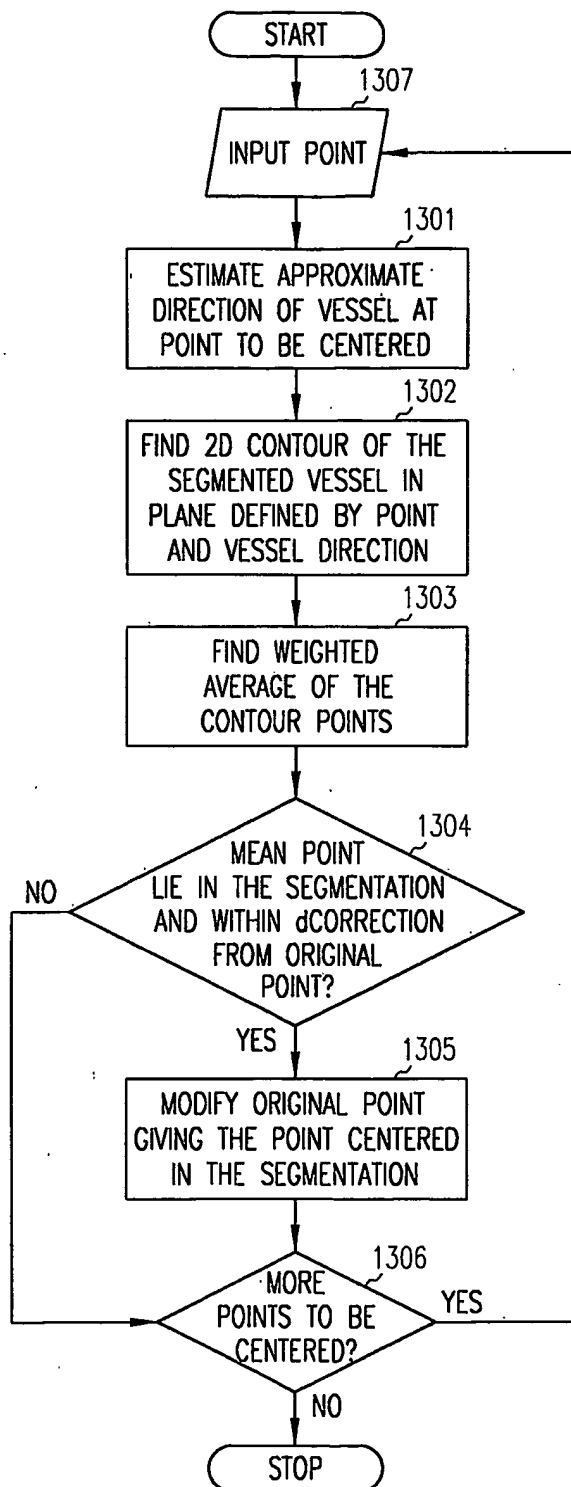 START
1307
INPUT POINT
1301
ESTIMATE APPROXIMATE
DIRECTION OF VESSEL AT
POINT TO BE CENTERED
1302
FIND 2D CONTOUR OF THE
SEGMENTED VESSEL IN
PLANE DEFINED BY POINT
AND VESSEL DIRECTION
1303
FIND WEIGHTED
AVERAGE OF THE
CONTOUR POINTS
1304
MEAN POINT
LIE IN THE SEGMENTATION
AND WITHIN dCORRECTION
FROM ORIGINAL
POINT?
NO
YES
1305
MODIFY ORIGINAL POINT
GIVING THE POINT CENTERED
IN THE SEGMENTATION
1306
MORE
POINTS TO BE
CENTERED?
YES
NO
STOP